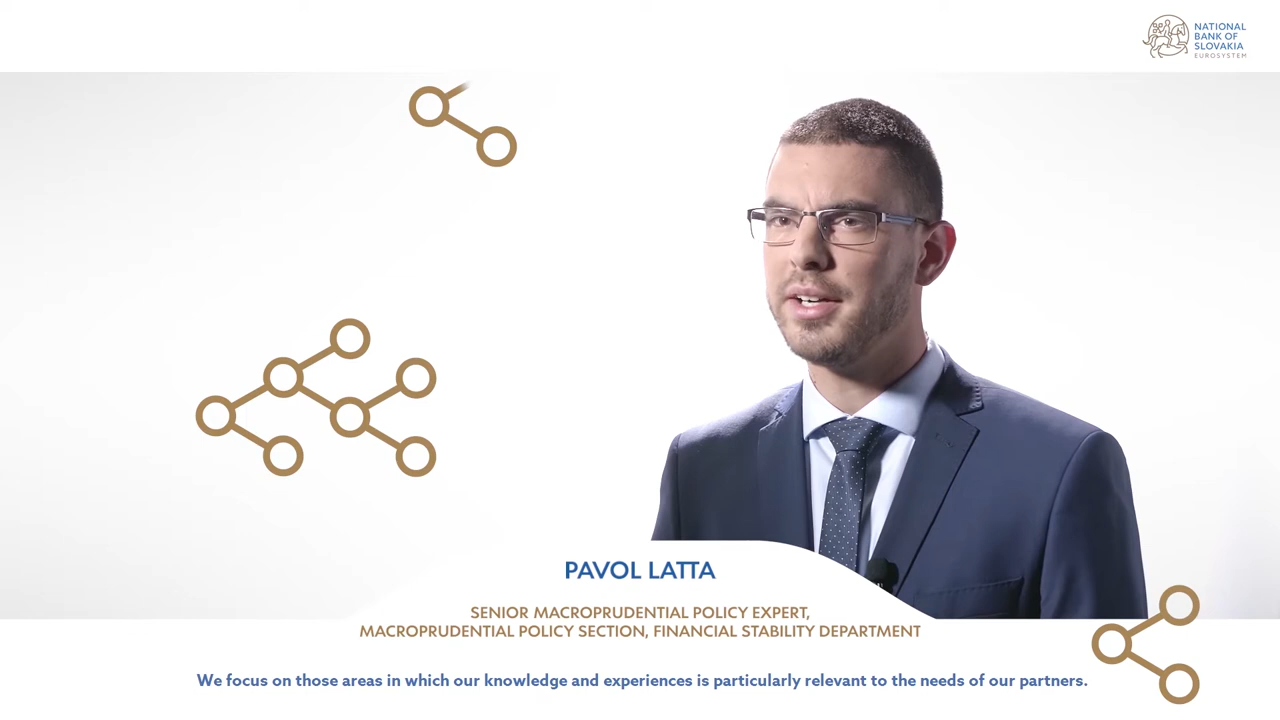 NATIONAL
BANK OF
SLOVAKIA
EUROSYSTEM
PAVOL LATTA
SENIOR MACROPRUDENTIAL POLICY EXPERT,
MACROPRUDENTIAL POLICY SECTION, FINANCIAL STABILITY DEPARTMENT
We focus on those areas in which our knowledge and experiences is particularly relevant to the needs of our partners.